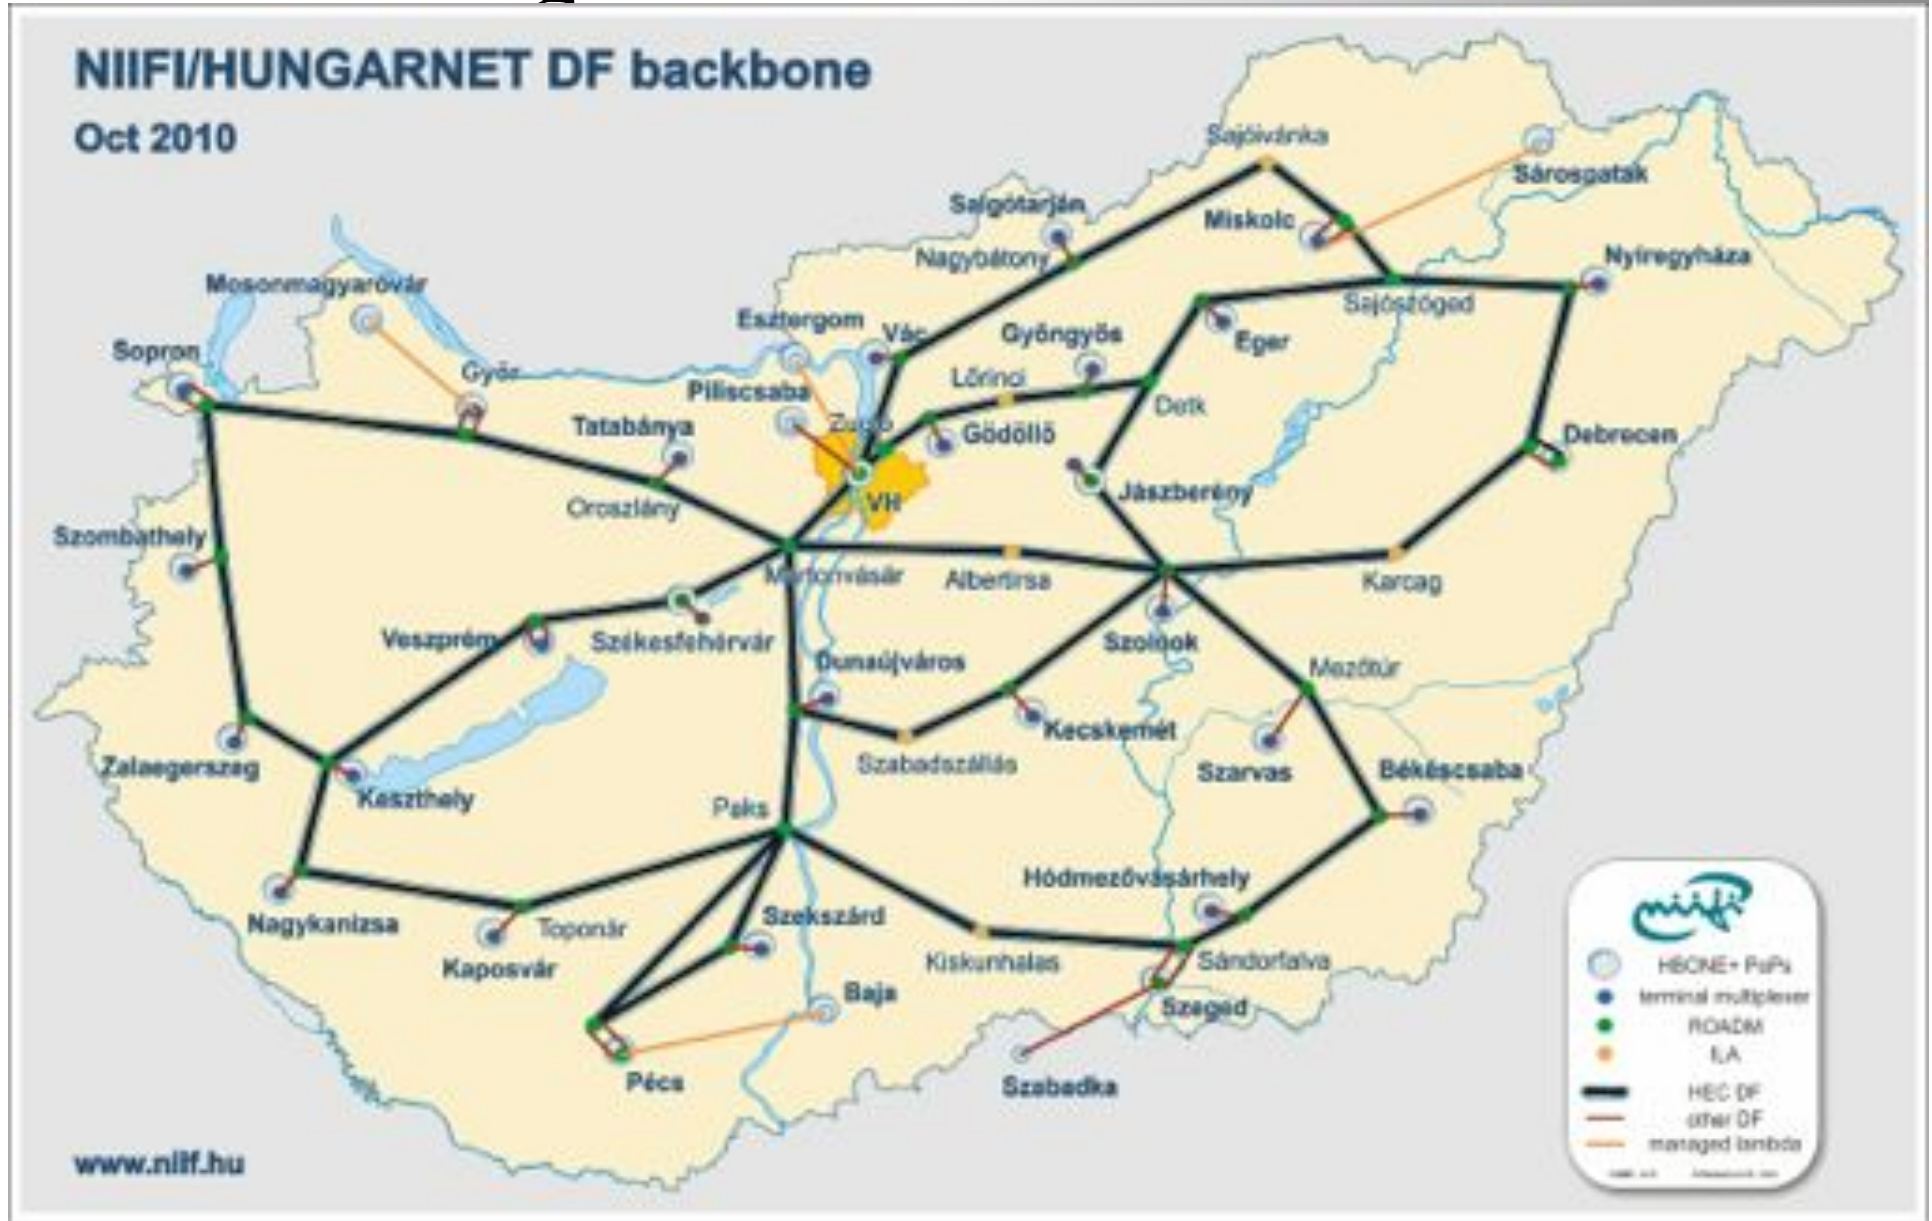 NIIFI/HUNGARNET DF backbone
Oct 2010
Sajóivánka
Sárospatak
Salgótarján
Miskolc
Nagybátony
Nyíregyháza
Mosonmagyaróvár
Sajószöged
Esztergom
Vác
Gyöngyös
Eger
Sopron
Győr
Lőrinci
Piliscsaba
Detk
Tatabánya
Zugló
Gödöllő
Debrecen
Jászberény
VH
Oroszlány
Szombathely
Martonvásár
Albertirsa
Karcag
Veszprém
Székesfehérvár
Szolnok
Dunaújváros
Mezőtúr
Kecskemét
Szabadszállás
Szarvas
Békéscsaba
Zalaegerszeg
Keszthely
Paks
Hódmezővásárhely
Nagykanizsa
Toponár
Szekszárd
Kaposvár
Kiskunhalas
Sándorfalva
Baja
Szeged
Pécs
Szabadka
www.niif.hu
niifi
HBONE+ PoPs
terminal multiplexer
ROADM
ILA
HEC DF
other DF
managed lambda